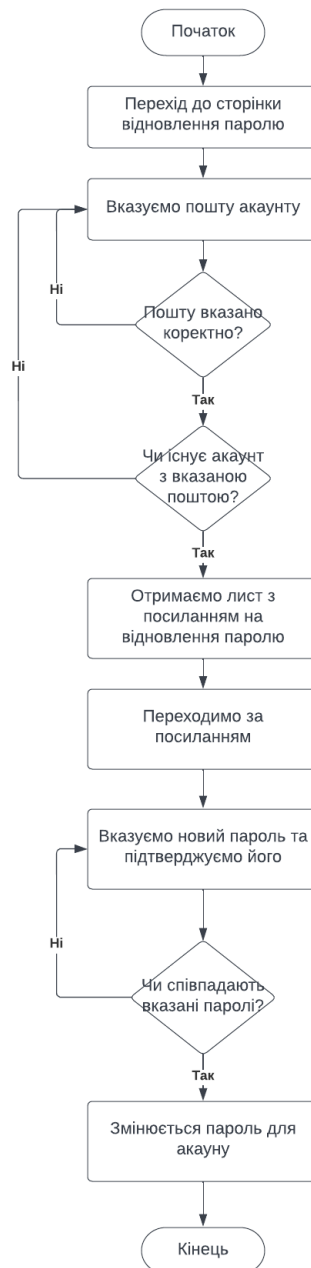 Початок
Перехід до сторінки
відновлення паролю
Вказуємо пошту акаунту
Ні
Пошту вказано
коректно?
Ні
Так
Чи існує акаунт
з вказаною
поштою?
Так
Отримаємо лист з
посиланням на
відновлення паролю
Переходимо за
посиланням
Вказуємо новий пароль та
підтверджуємо його
Ні
Чи співпадають
вказані паролі?
Так
Змінюється пароль для
акауну
Кінець